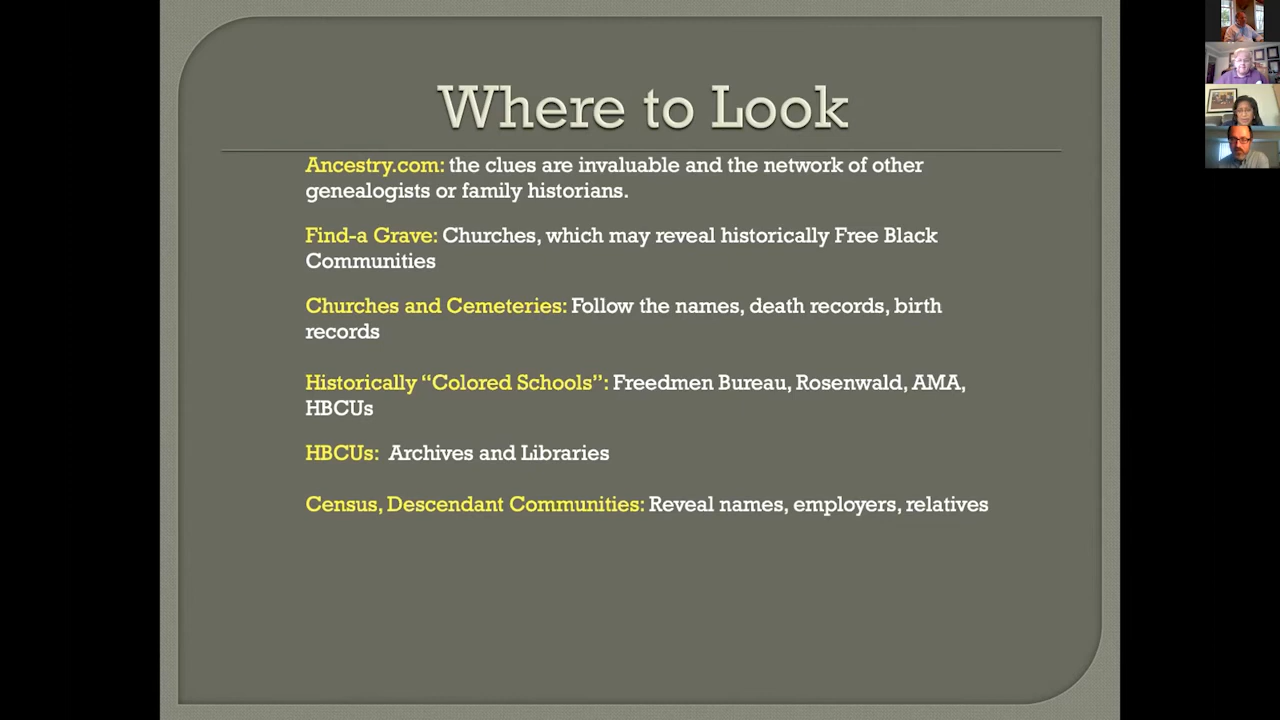 Where to Look
Ancestry.com: the clues are invaluable and the network of other
genealogists or family historians.
Find-a Grave: Churches, which may reveal historically Free Black
Communities
Churches and Cemeteries: Follow the names, death records, birth
records
Historically “Colored Schools”: Freedmen Bureau, Rosenwald, AMA,
HBCUs
HBCUs: Archives and Libraries
Census, Descendant Communities: Reveal names, employers, relatives